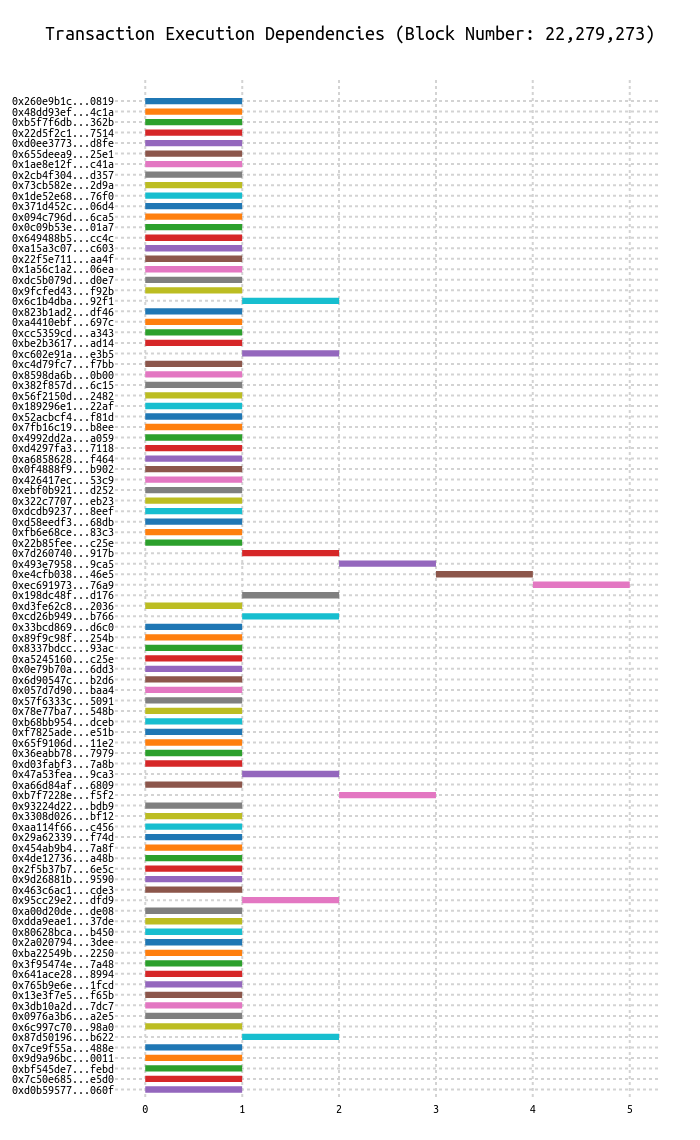 Transaction Execution Dependencies (Block Number: 22,279,273)
0x260e9b1c...0819
0x48dd93ef...4c1a
0xb5f7f6db...362b
0x22d5f2c1...7514
0xd0ee3773...d8fe
0x655deea9...25e1
0x1ae8e12f...c41a
0x2cb4f304...d357
0x73cb582e...2d9a
0x1de52e68...76f0
0x371d452c...06d4
0x094c796d...6ca5
0x0c09b53e...01a7
0x649488b5...cc4c
0xa15a3c07...c603
0x22f5e711...aa4f
0x1a56c1a2...06ea
0xdc5b079d...d0e7
0x9fcfed43...f92b
0x6c1b4dba...92f1
0x823b1ad2...df46
0xa4410ebf...697c
0xcc5359cd...a343
0xbe2b3617...ad14
0xc602e91a...e3b5
0xc4d79fc7...f7bb
0x8598da6b...0b00
0x382f857d...6c15
0x56f2150d...2482
0x189296e1...22af
0x52acbcf4...f81d
0x7fb16c19...b8ee
0x4992dd2a...a059
0xd4297fa3...7118
0xa6858628...f464
0x0f4888f9...b902
0x426417ec...53c9
0xebf0b921...d252
0x322c7707...eb23
0xdcdb9237...8eef
0xd58eedf3...68db
0xfb6e68ce...83c3
0x22b85fee...c25e
0x7d260740...917b
0x493e7958...9ca5
0xe4cfb038...46e5
0xec691973...76a9
0x198dc48f...d176
0xd3fe62c8...2036
0xcd26b949...b766
0x33bcd869...d6c0
0x89f9c98f...254b
0x8337bdcc...93ac
0xa5245160...c25e
0x0e79b70a...6dd3
0x6d90547c...b2d6
0x057d7d90...baa4
0x57f6333c...5091
0x78e77ba7...548b
0xb68bb954...dceb
0xf7825ade...e51b
0x65f9106d...11e2
0x36eabb78...7979
0xd03fabf3...7a8b
0x47a53fea...9ca3
0xa66d84af...6809
0xb7f7228e...f5f2
0x93224d22...bdb9
0x3308d026...bf12
0xaa114f66...c456
0x29a62339...f74d
0x454ab9b4...7a8f
0x4de12736...a48b
0x2f5b37b7...6e5c
0x9d26881b...9590
0x463c6ac1...cde3
0x95cc29e2...dfd9
0xa00d20de...de08
0xdda9eae1...37de
0x80628bca...b450
0x2a020794...3dee
0xba22549b...2250
0x3f95474e...7a48
0x641ace28...8994
0x765b9e6e...1fcd
0x13e3f7e5...f65b
0x3db10a2d...7dc7
0x0976a3b6...a2e5
0x6c997c70...98a0
0x87d50196...b622
0x7ce9f55a...488e
0x9d9a96bc...0011
0xbf545de7...febd
0x7c50e685...e5d0
0xd0b59577...060f
0 1 2 3 4 5